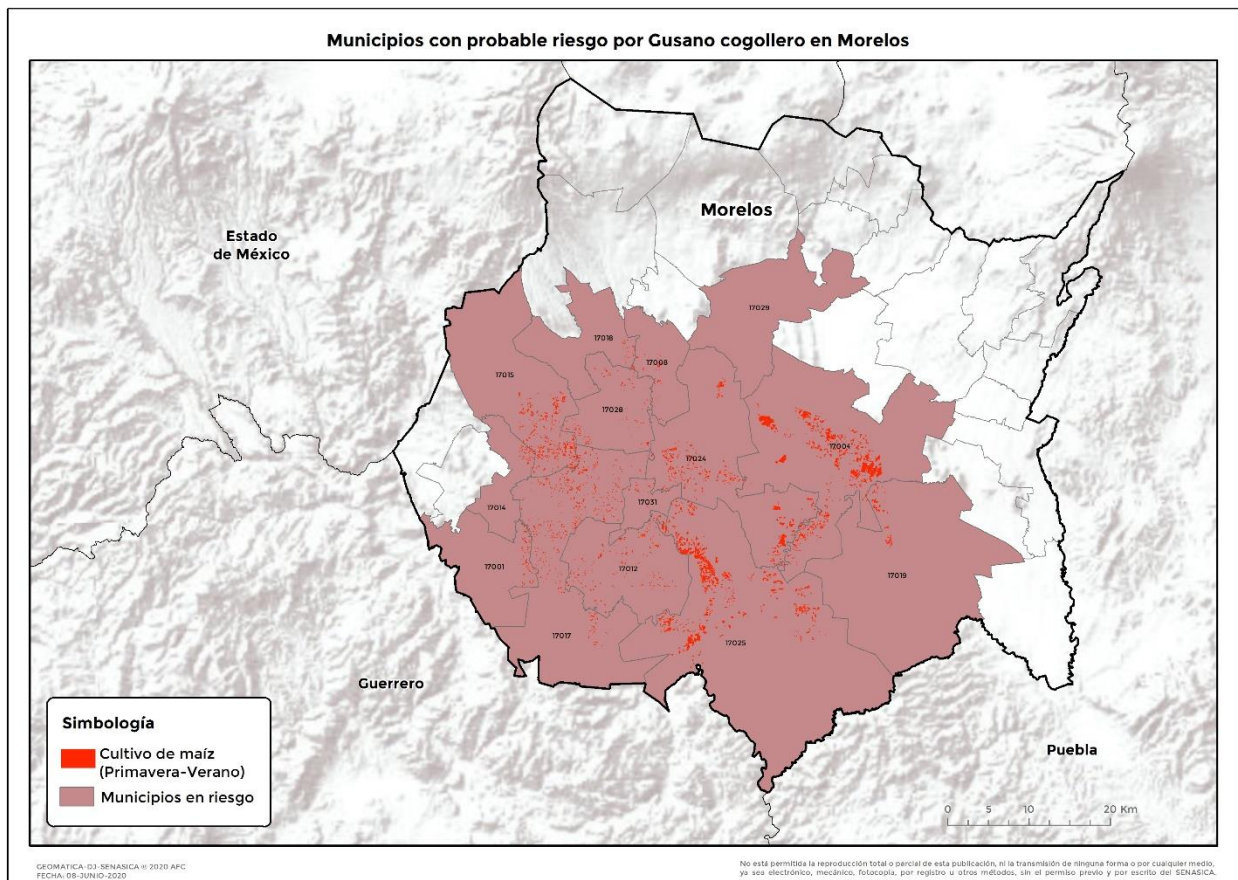 Municipios con probable riesgo por Gusano cogollero en Morelos
Morelos
Estado
de México
17029
17018
17008
17015
17028
17004
17024
17031
17014
17001
17012
17019
17017
17025
Guerrero
Puebla
Simbología
Cultivo de maíz
(Primavera-Verano)
Municipios en riesgo
0 5 10 20 Km
GEOMATICA-DJ-SENASICA © 2020 AFC
FECHA: 08-JUNIO-2020
No está permitida la reproducción total o parcial de esta publicación, ni la transmisión de ninguna forma o por cualquier medio,
ya sea electrónico, mecánico, fotocopia, por registro u otros métodos, sin el permiso previo y por escrito del SENASICA.